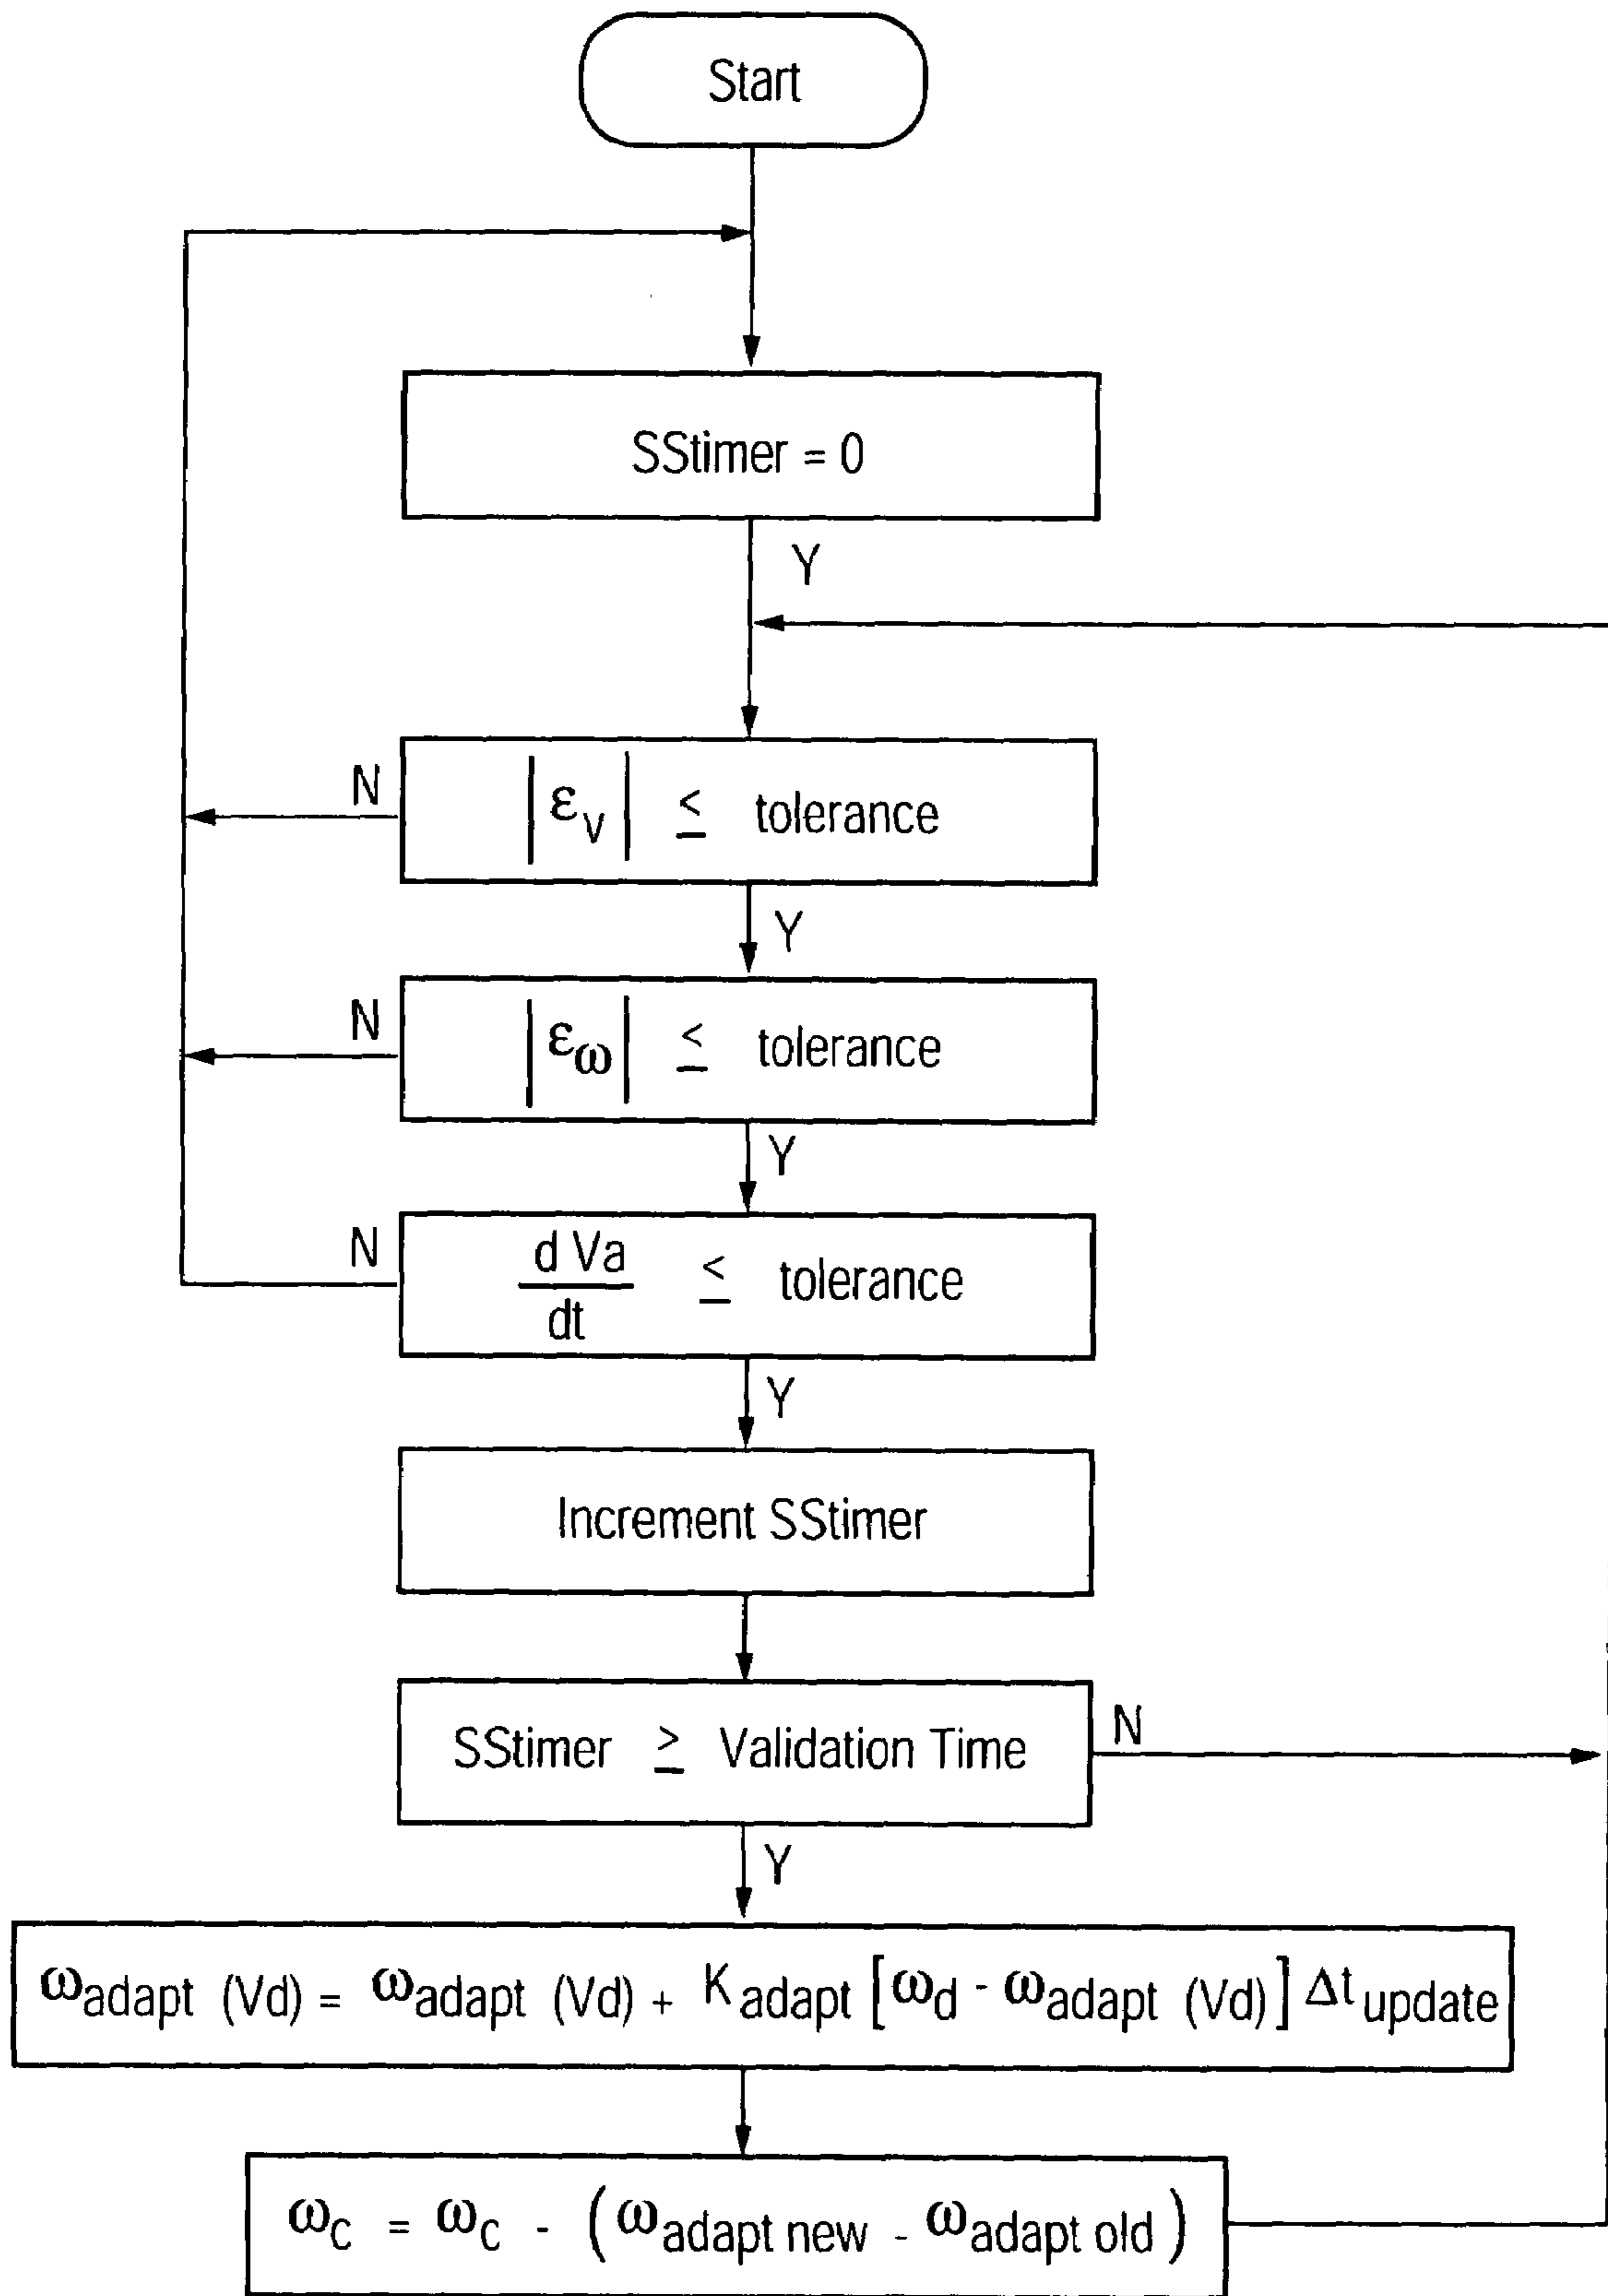 Start
SStimer = 0
Y
N
|εv| ≤ tolerance
Y
N
|εω| ≤ tolerance
Y
N
d Va
dt
≤ tolerance
Y
Increment SStimer
SStimer ≥ Validation Time
N
Y
ωadapt (Vd) = ωadapt (Vd) + Kadapt [ωd - ωadapt (Vd)] Δtupdate
ωc = ωc - (ωadapt new - ωadapt old)